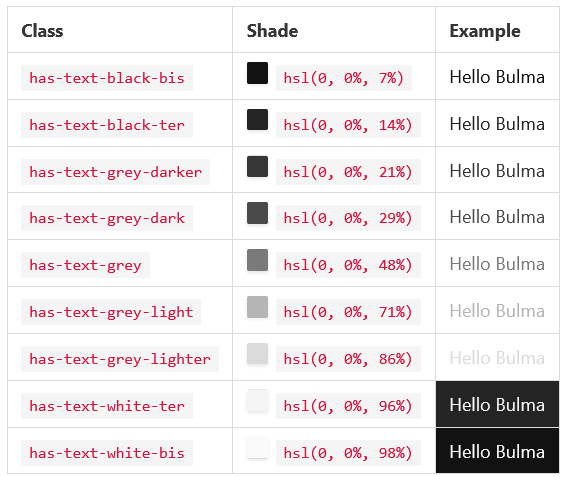 Class Shade Example
has-text-black-bis hsl(0, 0%, 7%) Hello Bulma
has-text-black-ter hsl(0, 0%, 14%) Hello Bulma
has-text-grey-darker hsl(0, 0%, 21%) Hello Bulma
has-text-grey-dark hsl(0, 0%, 29%) Hello Bulma
has-text-grey hsl(0, 0%, 48%) Hello Bulma
has-text-grey-light hsl(0, 0%, 71%) Hello Bulma
has-text-grey-lighter hsl(0, 0%, 86%) Hello Bulma
has-text-white-ter hsl(0, 0%, 96%) Hello Bulma
has-text-white-bis hsl(0, 0%, 98%) Hello Bulma